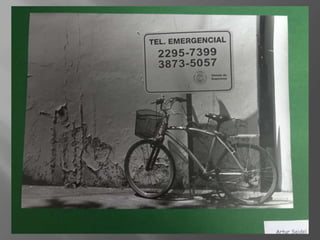 TEL. EMERGENCIAL
2295-7399
3873-5057
Artur Seidel